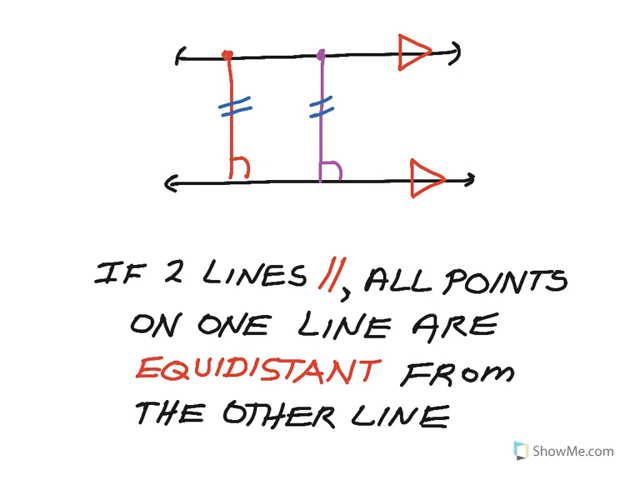 IF 2 LINES //, ALL POINTS
ON ONE LINE ARE
EQUIDISTANT FROM
THE OTHER LINE
ShowMe.com